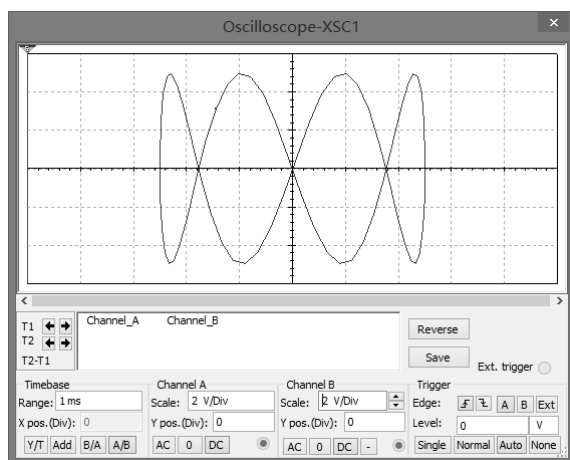 Oscilloscope-XSC1
×
T1
T2
T2-T1
Channel_A Channel_B
Reverse
Save
Ext. trigger
Timebase
Range: 1 ms
X pos.(Div): 0
Y/T Add B/A A/B
Channel A
Scale: 2 V/Div
Y pos.(Div): 0
AC 0 DC
Channel B
Scale: 2 V/Div
Y pos.(Div): 0
AC 0 DC -
Trigger
Edge: A B Ext
Level: 0 V
Single Normal Auto None